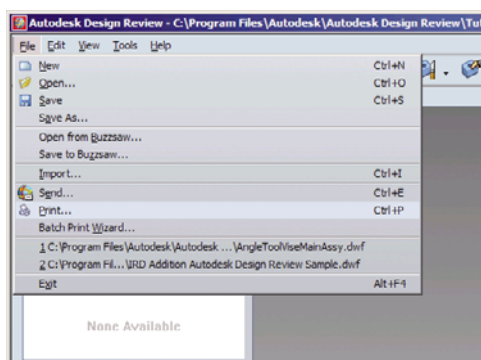 Autodesk Design Review - C:\Program Files\Autodesk\Autodesk Design Review\Tut
File Edit View Tools Help
New Ctrl+N
Open... Ctrl+O
Save Ctrl+S
Save As...
Open from Buzzsaw...
Save to Buzzsaw...
Import... Ctrl+I
Send... Ctrl+E
Print... Ctrl+P
Batch Print Wizard...
1 C:\Program Files\Autodesk\Autodesk ...\AngleToolViseMainAssy.dwf
2 C:\Program Fil...\IRD Addition Autodesk Design Review Sample.dwf
Exit Alt+F4
None Available